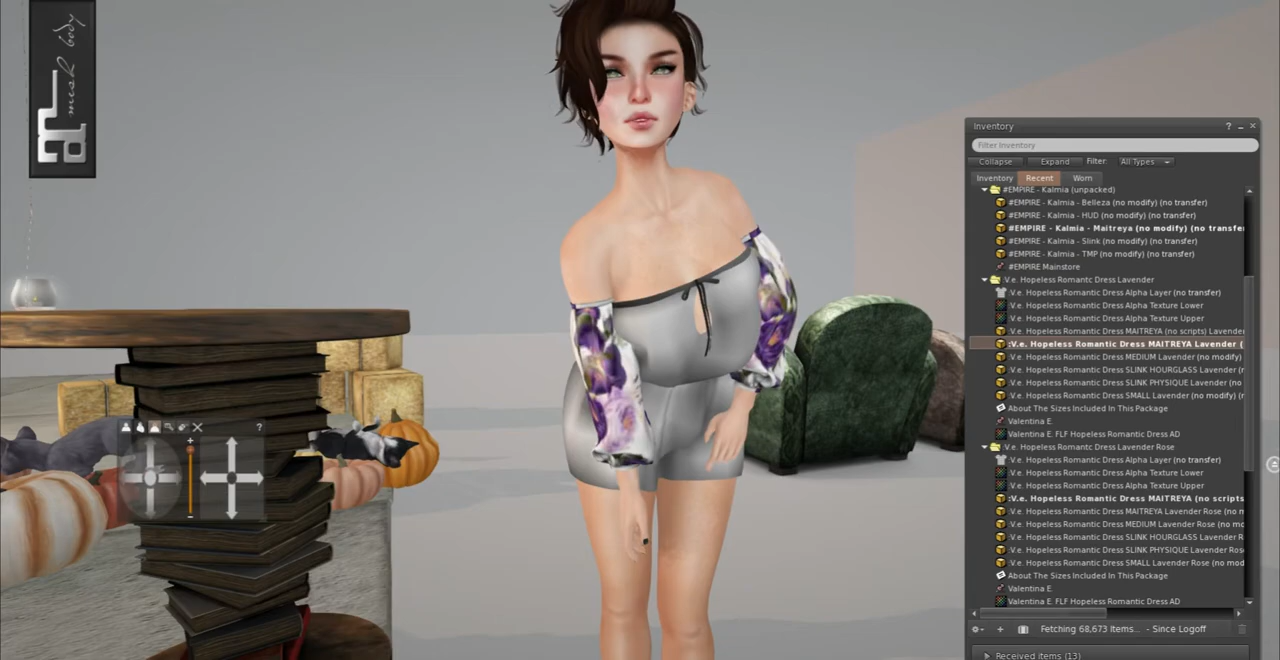 mesh body
Inventory
?
Filter Inventory
Collapse Expand Filter: All Types
Inventory Recent Worn
#EMPIRE - Kalmia (unpacked)
#EMPIRE - Kalmia - Belleza (no modify) (no transfer)
#EMPIRE - Kalmia - HUD (no modify) (no transfer)
#EMPIRE - Kalmia - Maitreya (no modify) (no transfer
#EMPIRE - Kalmia - Slink (no modify) (no transfer)
#EMPIRE - Kalmia - TMP (no modify) (no transfer)
#EMPIRE Mainstore
:V.e. Hopeless Romantc Dress Lavender
:V.e. Hopeless Romantic Dress Alpha Layer (no transfer)
:V.e. Hopeless Romantic Dress Alpha Texture Lower
:V.e. Hopeless Romantic Dress Alpha Texture Upper
:V.e. Hopeless Romantic Dress MAITREYA (no scripts) Lavender
:V.e. Hopeless Romantic Dress MAITREYA Lavender (
:V.e. Hopeless Romantic Dress MEDIUM Lavender (no modify)
:V.e. Hopeless Romantic Dress SLINK HOURGLASS Lavender (r
:V.e. Hopeless Romantic Dress SLINK PHYSIQUE Lavender (no
:V.e. Hopeless Romantic Dress SMALL Lavender (no modify) (
About The Sizes Included In This Package
Valentina E.
Valentina E. FLF Hopeless Romantic Dress AD
:V.e. Hopeless Romantic Dress Lavender Rose
:V.e. Hopeless Romantic Dress Alpha Layer (no transfer)
:V.e. Hopeless Romantic Dress Alpha Texture Lower
:V.e. Hopeless Romantic Dress Alpha Texture Upper
:V.e. Hopeless Romantic Dress MAITREYA (no scripts
:V.e. Hopeless Romantic Dress MAITREYA Lavender Rose (no m
:V.e. Hopeless Romantic Dress MEDIUM Lavender Rose (no mo
:V.e. Hopeless Romantic Dress SLINK HOURGLASS Lavender R
:V.e. Hopeless Romantic Dress SLINK PHYSIQUE Lavender Rose
:V.e. Hopeless Romantic Dress SMALL Lavender Rose (no mod
About The Sizes Included In This Package
Valentina E.
Valentina E. FLF Hopeless Romantic Dress AD
Fetching 68,673 Items... - Since Logoff
Received items (13)
?